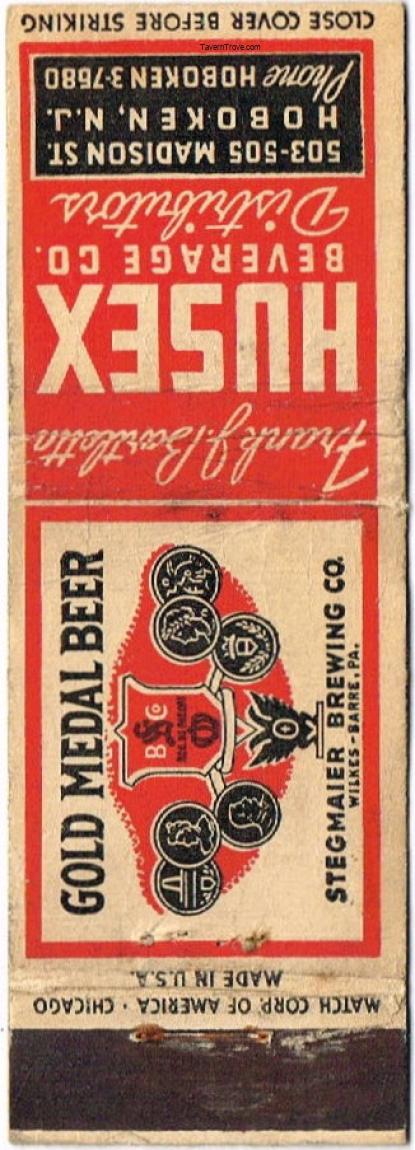 TavernTrove.com
MATCH CORP. OF AMERICA · CHICAGO
MADE IN U.S.A.
GOLD MEDAL BEER
B S Co
STEGMAIER BREWING CO.
WILKES-BARRE, PA.
Frank J. Bartletta
HUSEX
BEVERAGE CO.
Distributors
503-505 MADISON ST.
HOBOKEN, N.J.
Phone HOBOKEN 3-7680
CLOSE COVER BEFORE STRIKING